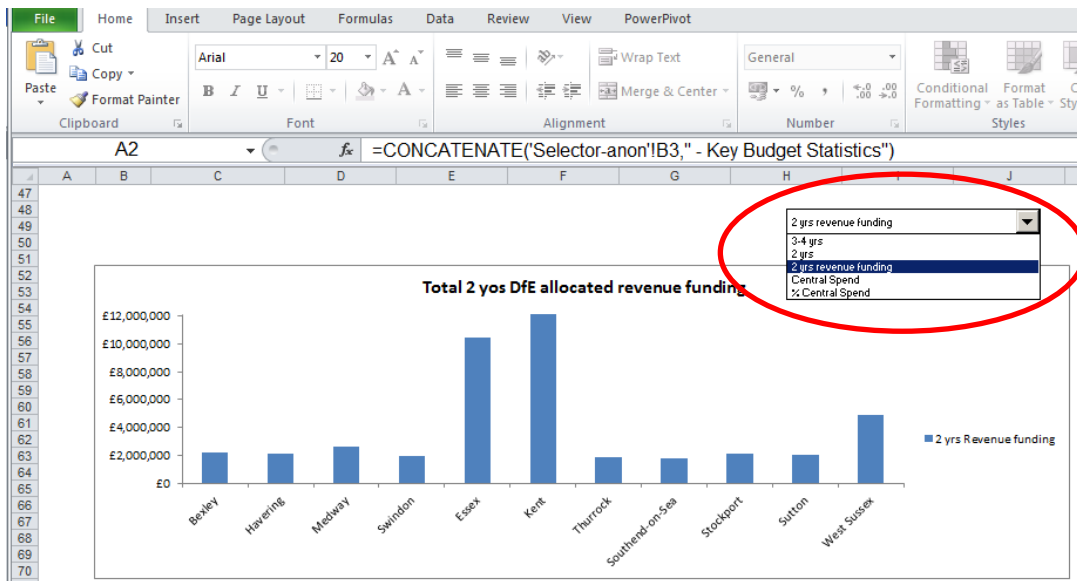 File Home Insert Page Layout Formulas Data Review View PowerPivot
Cut
Copy
Format Painter
Paste
Clipboard
Arial 20 A A
B I U A
Font
Wrap Text
Merge & Center
Alignment
General
% , .00 .00
Number
Conditional Formatting
Format as Table
Styles
A2 fx =CONCATENATE('Selector-anon'!B3," - Key Budget Statistics")
A B C D E F G H I J
47
48
49
50
51
52
53
54
55
56
57
58
59
60
61
62
63
64
65
66
67
68
69
70
2 yrs revenue funding
3-4 yrs
2 yrs
2 yrs revenue funding
Central Spend
% Central Spend
Total 2 yos DfE allocated revenue funding
£12,000,000
£10,000,000
£8,000,000
£6,000,000
£4,000,000
£2,000,000
£0
Bexley
Havering
Medway
Swindon
Essex
Kent
Thurrock
Southend-on-Sea
Stockport
Sutton
West Sussex
2 yrs Revenue funding